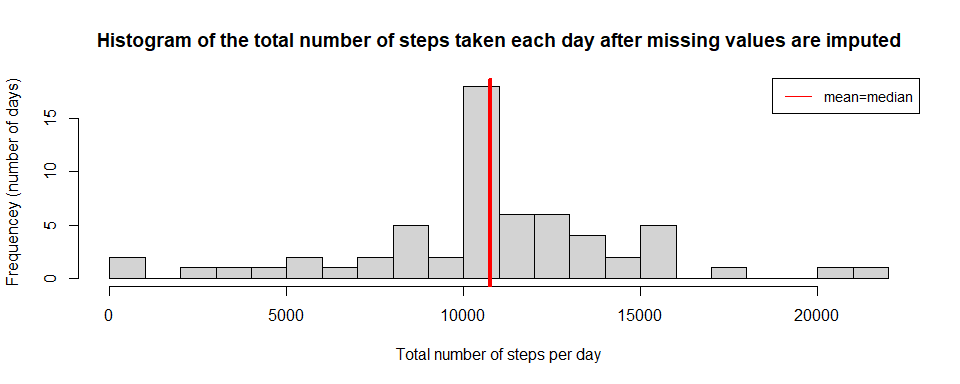 Histogram of the total number of steps taken each day after missing values are imputed
mean=median
Frequencey (number of days)
15
10
5
0
0 5000 10000 15000 20000
Total number of steps per day